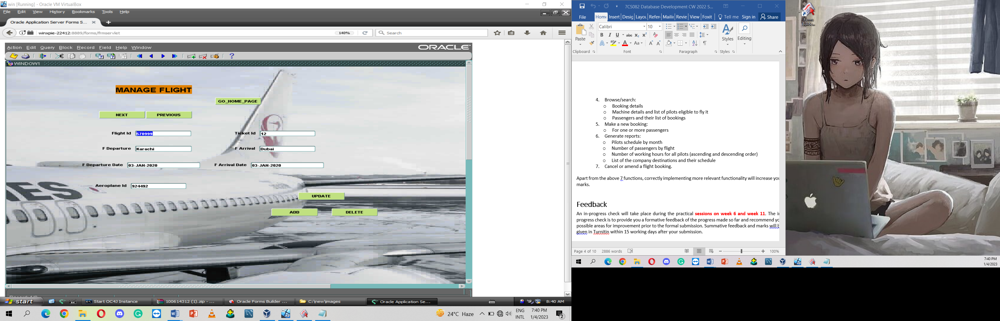 win [Running] - Oracle VM VirtualBox
File Edit View History Bookmarks Tools Help
Oracle Application Server Forms S...
winxpie-22412:8889/forms/frmservlet 140% Search
Action Edit Query Block Record Field Help Window ORACLE
WINDOW1
MANAGE FLIGHT
GO_HOME_PAGE
NEXT PREVIOUS
Flight Id 570999 Ticket Id 12
F Departure Karachi F Arrival Dubai
F Departure Date 03-JAN-2020 F Arrival Date 03-JAN-2020
Aeroplane Id 924492
UPDATE
ADD DELETE
start Start OC4J Instance 100614312 (1).zip - ... Oracle Forms Builder ... C:\new\images Oracle Application Se... 8:40 AM
24°C Haze ENG INTL 7:40 PM 1/4/2023 2
7CS082 Database Development CW 2022 S...
File Home Insert Desig Layou Refer Mailin Revie View Foxit Tell me Sign in Share
Calibri 10
Paste Styles Editing
Clipboard Font Paragraph Styles
4. Browse/search:
o Booking details
o Machine details and list of pilots eligible to fly it
o Passengers and their list of bookings
5. Make a new booking:
o For one or more passengers
6. Generate reports:
o Pilots schedule by month
o Number of passengers by flight
o Number of working hours for all pilots (ascending and descending order)
o List of the company destinations and their schedule
7. Cancel or amend a flight booking.
Apart from the above 7 functions, correctly implementing more relevant functionality will increase you
marks.
Feedback
An in-progress check will take place during the practical sessions on week 6 and week 11. The in
progress check is to provide you a formative feedback of the progress made so far and recommend yo
possible areas for improvement prior to the formal submission. Summative feedback and marks will b
given in Turnitin within 15 working days after your submission.
Page 4 of 10 2886 words 100%
7:40 PM
1/4/2023
Forms
Builde...